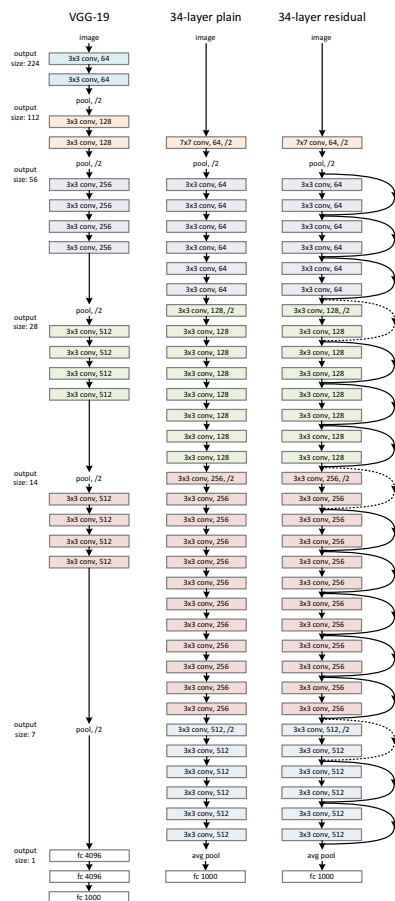 VGG-19
image
3x3 conv, 64
3x3 conv, 64
pool, /2
3x3 conv, 128
3x3 conv, 128
pool, /2
3x3 conv, 256
3x3 conv, 256
3x3 conv, 256
3x3 conv, 256
pool, /2
3x3 conv, 512
3x3 conv, 512
3x3 conv, 512
3x3 conv, 512
pool, /2
3x3 conv, 512
3x3 conv, 512
3x3 conv, 512
3x3 conv, 512
pool, /2
fc 4096
fc 4096
fc 1000
output
size: 224
output
size: 112
output
size: 56
output
size: 28
output
size: 14
output
size: 7
output
size: 1
34-layer plain
image
7x7 conv, 64, /2
pool, /2
3x3 conv, 64
3x3 conv, 64
3x3 conv, 64
3x3 conv, 64
3x3 conv, 64
3x3 conv, 64
3x3 conv, 128, /2
3x3 conv, 128
3x3 conv, 128
3x3 conv, 128
3x3 conv, 128
3x3 conv, 128
3x3 conv, 128
3x3 conv, 128
3x3 conv, 256, /2
3x3 conv, 256
3x3 conv, 256
3x3 conv, 256
3x3 conv, 256
3x3 conv, 256
3x3 conv, 256
3x3 conv, 256
3x3 conv, 256
3x3 conv, 256
3x3 conv, 256
3x3 conv, 256
3x3 conv, 512, /2
3x3 conv, 512
3x3 conv, 512
3x3 conv, 512
3x3 conv, 512
3x3 conv, 512
avg pool
fc 1000
34-layer residual
image
7x7 conv, 64, /2
pool, /2
3x3 conv, 64
3x3 conv, 64
3x3 conv, 64
3x3 conv, 64
3x3 conv, 64
3x3 conv, 64
3x3 conv, 128, /2
3x3 conv, 128
3x3 conv, 128
3x3 conv, 128
3x3 conv, 128
3x3 conv, 128
3x3 conv, 128
3x3 conv, 128
3x3 conv, 256, /2
3x3 conv, 256
3x3 conv, 256
3x3 conv, 256
3x3 conv, 256
3x3 conv, 256
3x3 conv, 256
3x3 conv, 256
3x3 conv, 256
3x3 conv, 256
3x3 conv, 256
3x3 conv, 256
3x3 conv, 512, /2
3x3 conv, 512
3x3 conv, 512
3x3 conv, 512
3x3 conv, 512
3x3 conv, 512
avg pool
fc 1000